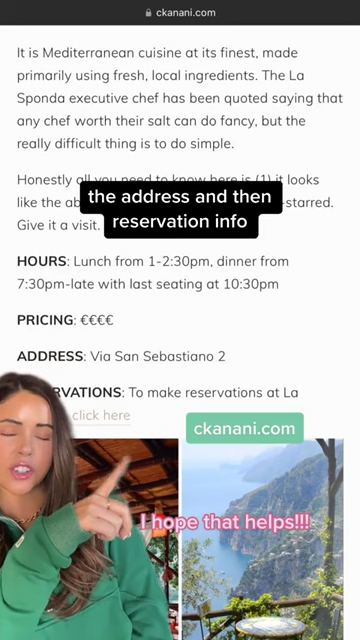 ckanani.com
It is Mediterranean cuisine at its finest, made
primarily using fresh, local ingredients. The La
Sponda executive chef has been quoted saying that
any chef worth their salt can do fancy, but the
really difficult thing is to do simple.
Honestly all you need to know here is (1) it looks
like the
-starred.
Give it a visit.
the address and then
reservation info
HOURS: Lunch from 1-2:30pm, dinner from
7:30pm-late with last seating at 10:30pm
PRICING: €€€€
ADDRESS: Via San Sebastiano 2
RVATIONS: To make reservations at La
click here
ckanani.com
I hope that helps!!!